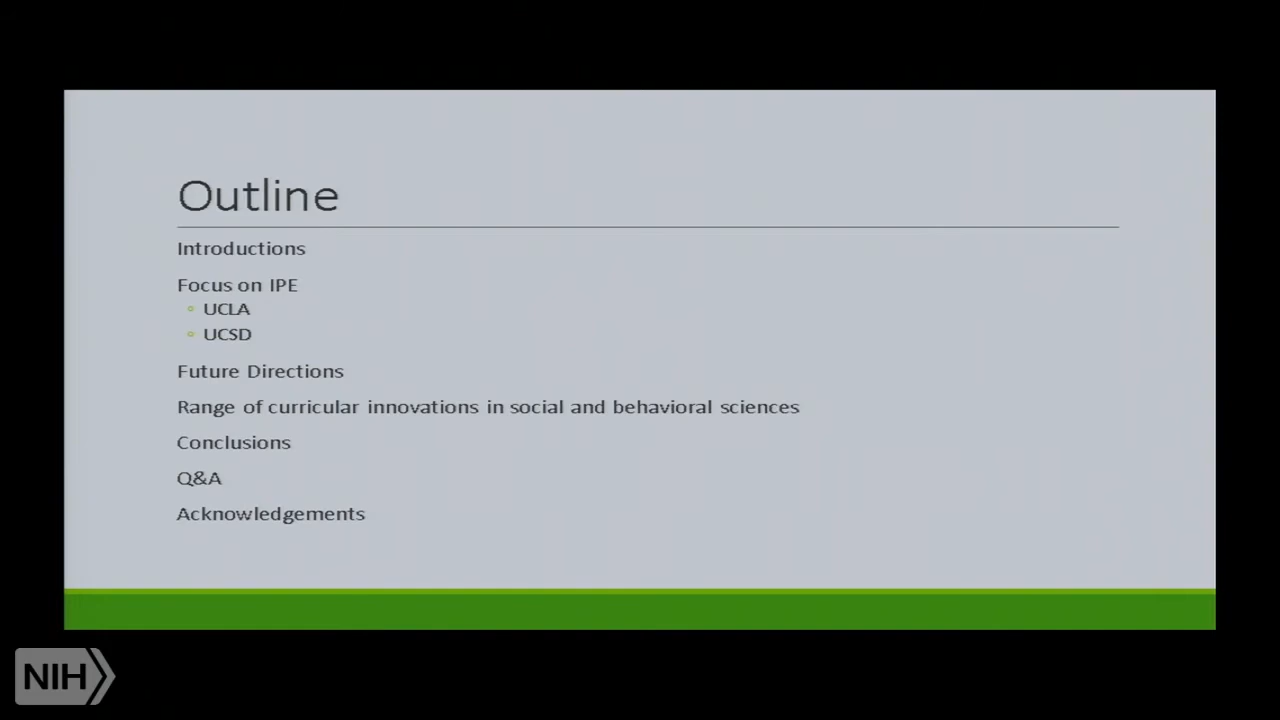 Outline
Introductions
Focus on IPE
UCLA
UCSD
Future Directions
Range of curricular innovations in social and behavioral sciences
Conclusions
Q&A
Acknowledgements
NIH